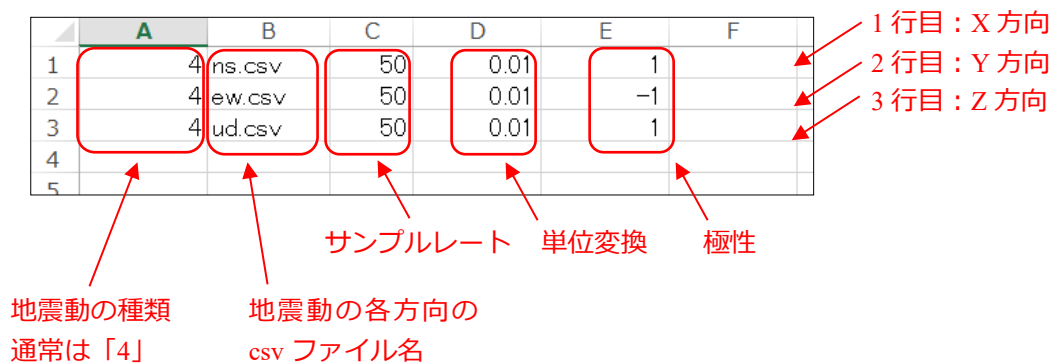 A B C D E F
1 行目：X 方向
1 4 ns.csv 50 0.01 1
2 行目：Y 方向
2 4 ew.csv 50 0.01 −1
3 行目：Z 方向
3 4 ud.csv 50 0.01 1
4
5
サンプルレート 単位変換 極性
地震動の種類
通常は「4」
地震動の各方向の
csv ファイル名